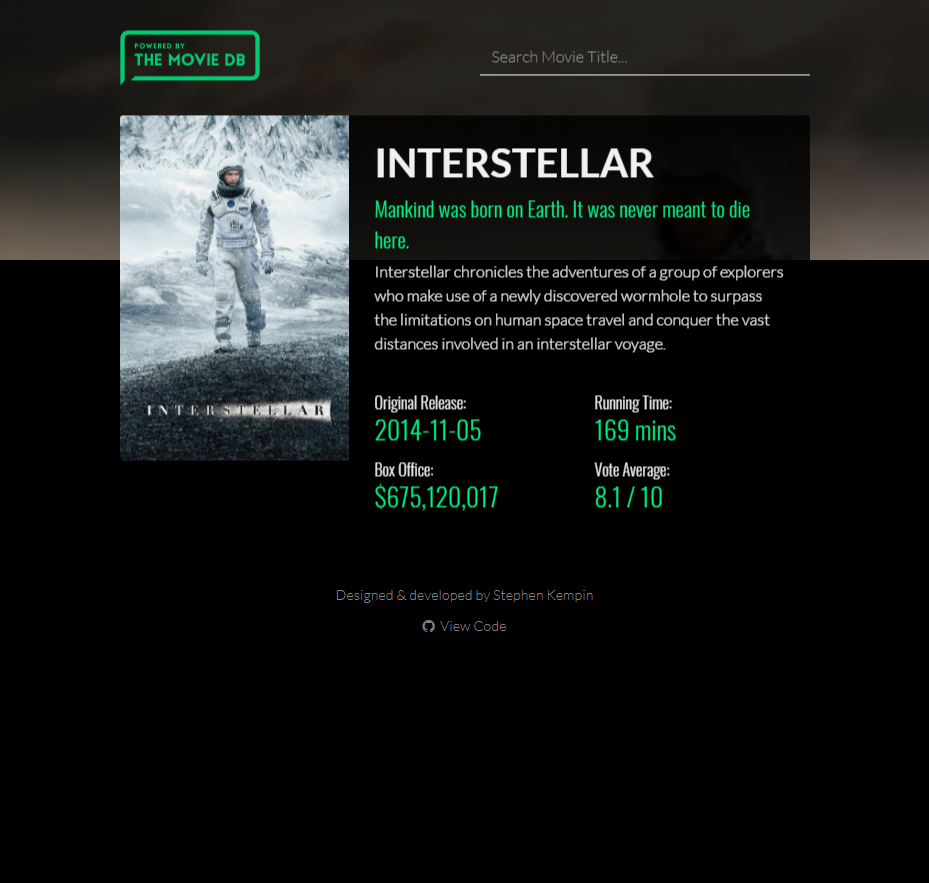 POWERED BY
THE MOVIE DB
Search Movie Title...
INTERSTELLAR
Mankind was born on Earth. It was never meant to die
here.
Interstellar chronicles the adventures of a group of explorers
who make use of a newly discovered wormhole to surpass
the limitations on human space travel and conquer the vast
distances involved in an interstellar voyage.
INTERSTELLAR
Original Release:
2014-11-05
Running Time:
169 mins
Box Office:
$675,120,017
Vote Average:
8.1 / 10
Designed & developed by Stephen Kempin
View Code